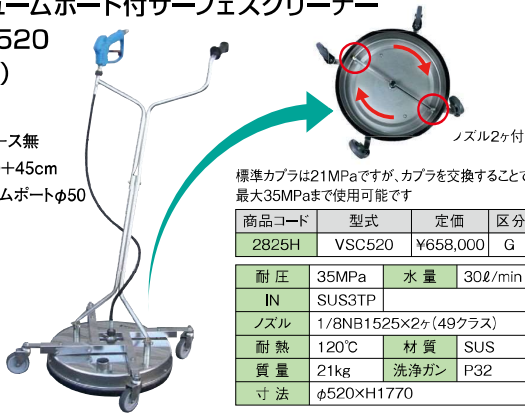 ュームポート付サーフェスクリーナー
520
)
ース無
+45cm
ムポートφ50
ノズル2ヶ付
標準カプラは21MPaですが、カプラを交換することで
最大35MPaまで使用可能です
商品コード 型式 定価 区分
2825H VSC520 ¥658,000 G
耐圧 35MPa 水量 30ℓ/min
IN SUS3TP
ノズル 1/8NB1525×2ヶ(49クラス)
耐熱 120℃ 材質 SUS
質量 21kg 洗浄ガン P32
寸法 φ520×H1770